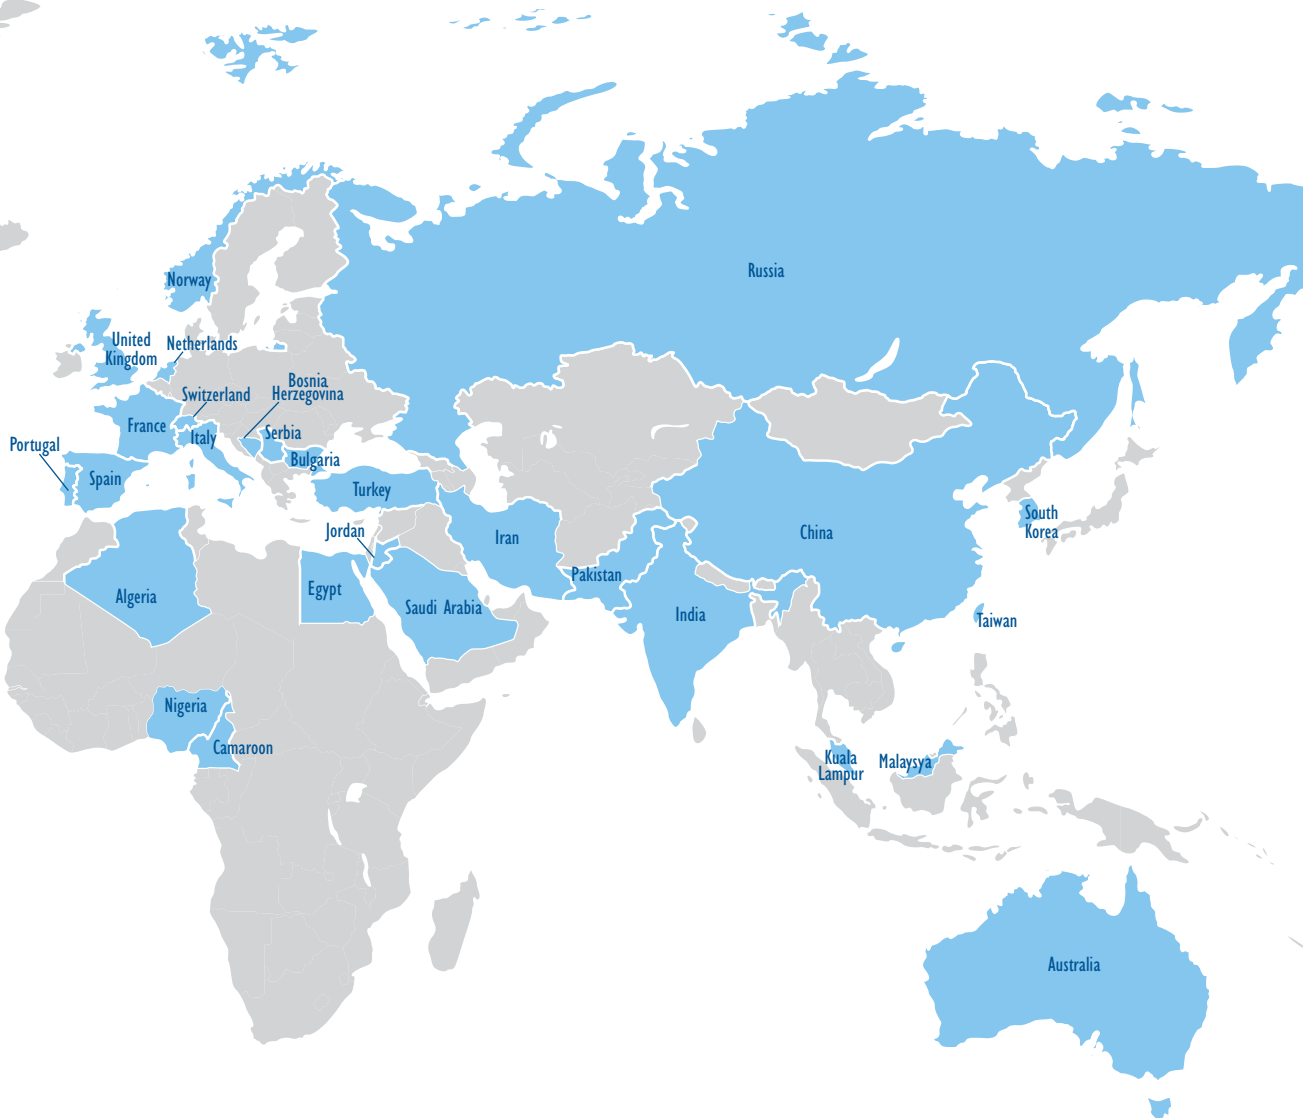 Russia
Norway
United
Kingdom
Netherlands
Bosnia
Herzegovina
Switzerland
France
Italy
Serbia
Portugal
Spain
Bulgaria
Turkey
Jordan
Iran
China
South
Korea
Algeria
Egypt
Saudi Arabia
Pakistan
India
Taiwan
Nigeria
Camaroon
Kuala
Lampur
Malaysya
Australia